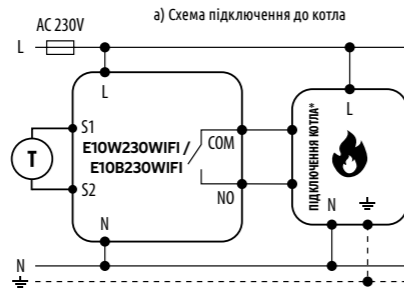 AC 230V
a) Схема підключення до котла
L
L
L
S1
E10W230WIFI /
E10B230WIFI
COM
T
S2
NO
ПІДКЛЮЧЕННЯ КОТЛА*
N
N
N